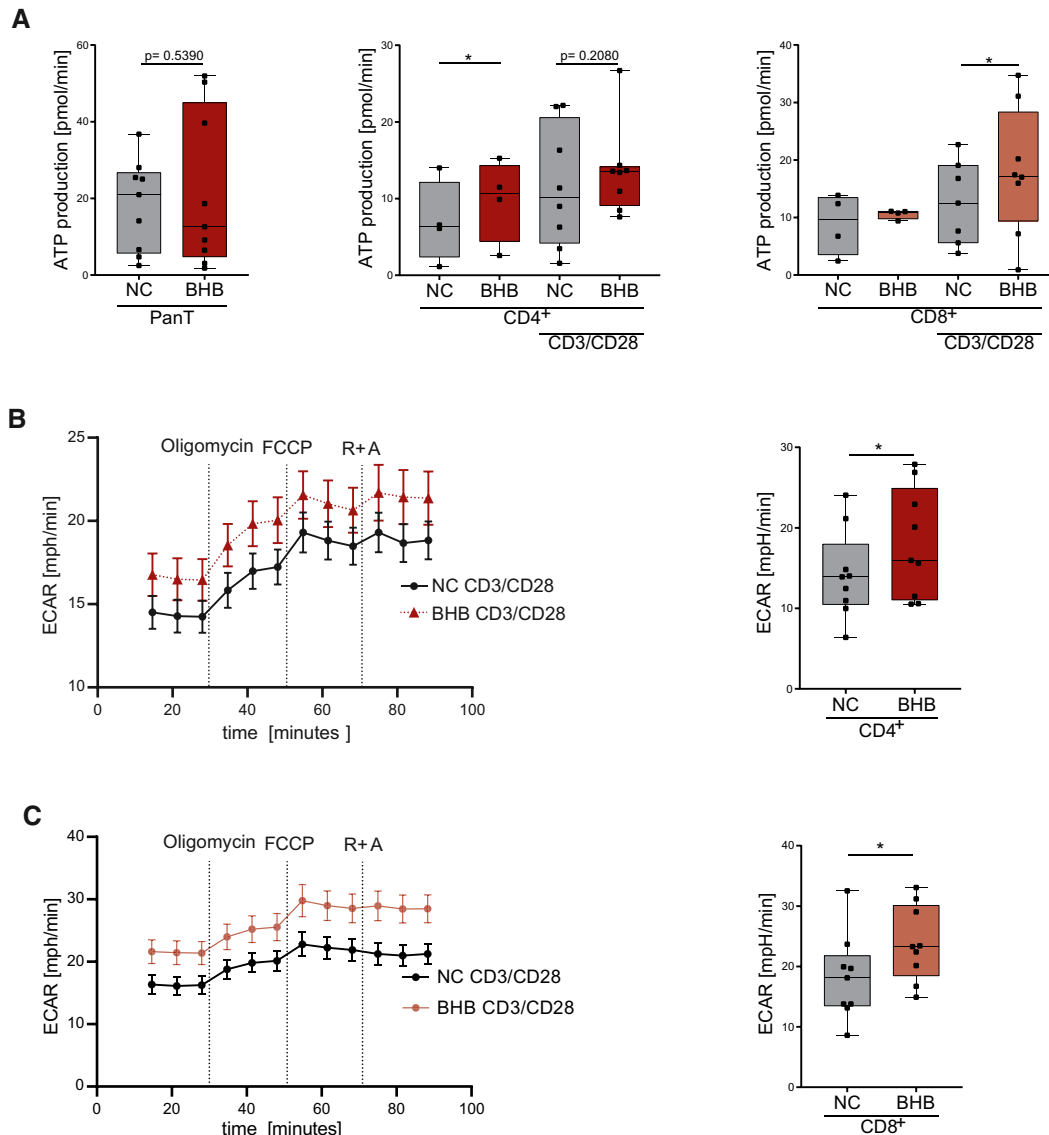 A
ATP production [pmol/min]
60
40
20
0
p= 0.5390
NC BHB
PanT
ATP production [pmol/min]
30
20
10
0
*
p= 0.2080
NC BHB NC BHB
CD4+
CD3/CD28
ATP production [pmol/min]
40
30
20
10
0
*
NC BHB NC BHB
CD8+
CD3/CD28
B
ECAR [mph/min]
25
20
15
10
Oligomycin FCCP R+A
NC CD3/CD28
BHB CD3/CD28
0 20 40 60 80 100
time [minutes ]
ECAR [mpH/min]
30
20
10
0
*
NC BHB
CD4+
C
ECAR [mph/min]
40
30
20
10
0
Oligomycin FCCP R+A
NC CD3/CD28
BHB CD3/CD28
0 20 40 60 80 100
time [minutes]
ECAR [mpH/min]
40
30
20
10
0
*
NC BHB
CD8+